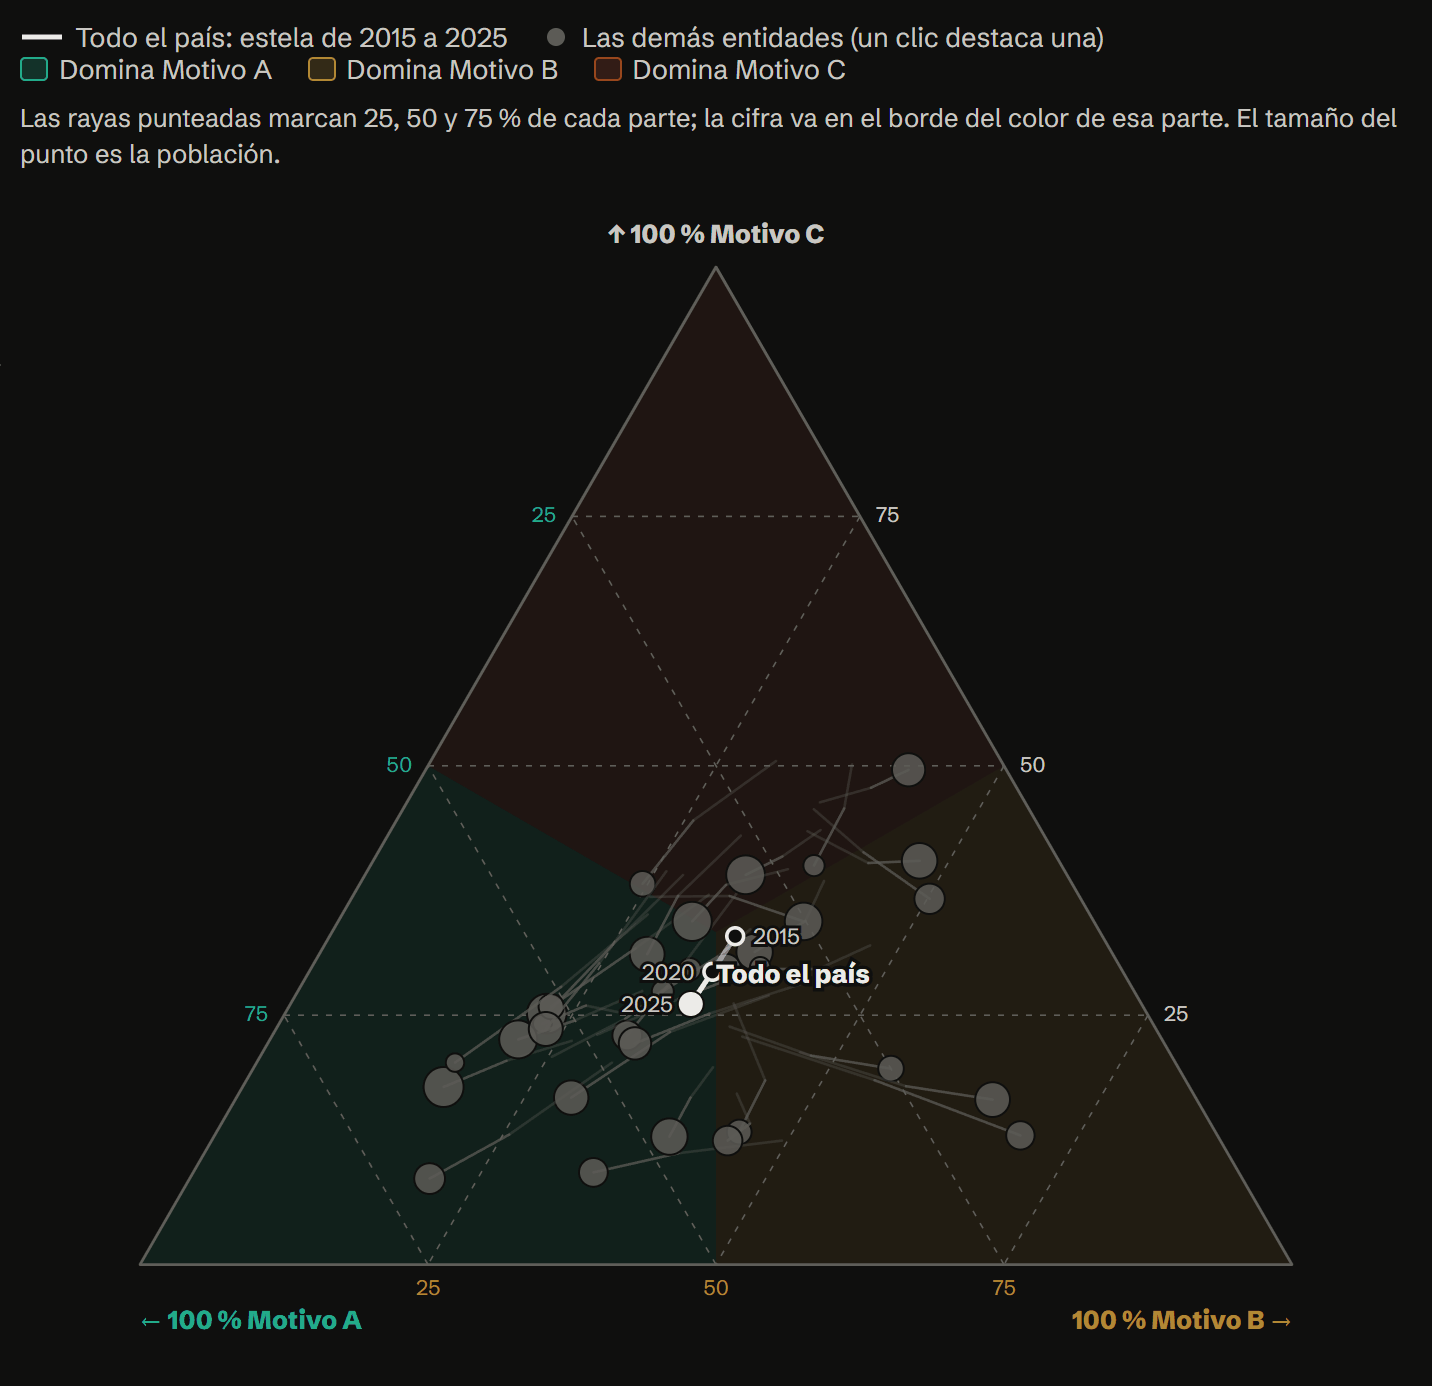 Todo el país: estela de 2015 a 2025
Las demás entidades (un clic destaca una)
Domina Motivo A
Domina Motivo B
Domina Motivo C
Las rayas punteadas marcan 25, 50 y 75 % de cada parte; la cifra va en el borde del color de esa parte. El tamaño del
punto es la población.
↑ 100 % Motivo C
25
75
50
50
2015
2020
Todo el país
2025
75
25
25
50
75
← 100 % Motivo A
100 % Motivo B →